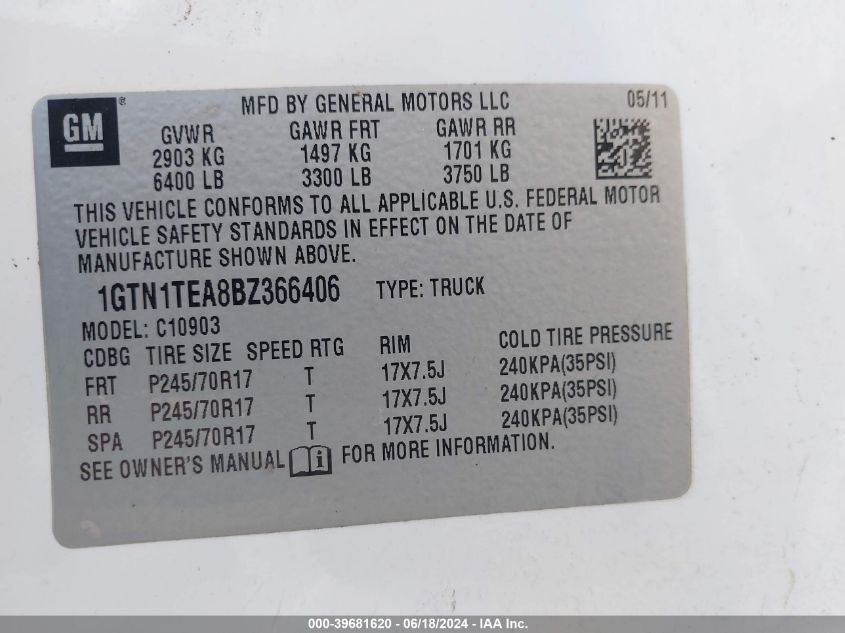 GM ® MFD BY GENERAL MOTORS LLC 05/11
GVWR GAWR FRT GAWR RR
2903 KG 1497 KG 1701 KG
6400 LB 3300 LB 3750 LB
THIS VEHICLE CONFORMS TO ALL APPLICABLE U.S. FEDERAL MOTOR
VEHICLE SAFETY STANDARDS IN EFFECT ON THE DATE OF
MANUFACTURE SHOWN ABOVE.
1GTN1TEA8BZ366406 TYPE: TRUCK
MODEL: C10903
CDBG TIRE SIZE SPEED RTG RIM COLD TIRE PRESSURE
FRT P245/70R17 T 17X7.5J 240KPA(35PSI)
RR P245/70R17 T 17X7.5J 240KPA(35PSI)
SPA P245/70R17 T 17X7.5J 240KPA(35PSI)
SEE OWNER'S MANUAL i FOR MORE INFORMATION.
000-39681620 - 06/18/2024 - IAA Inc.